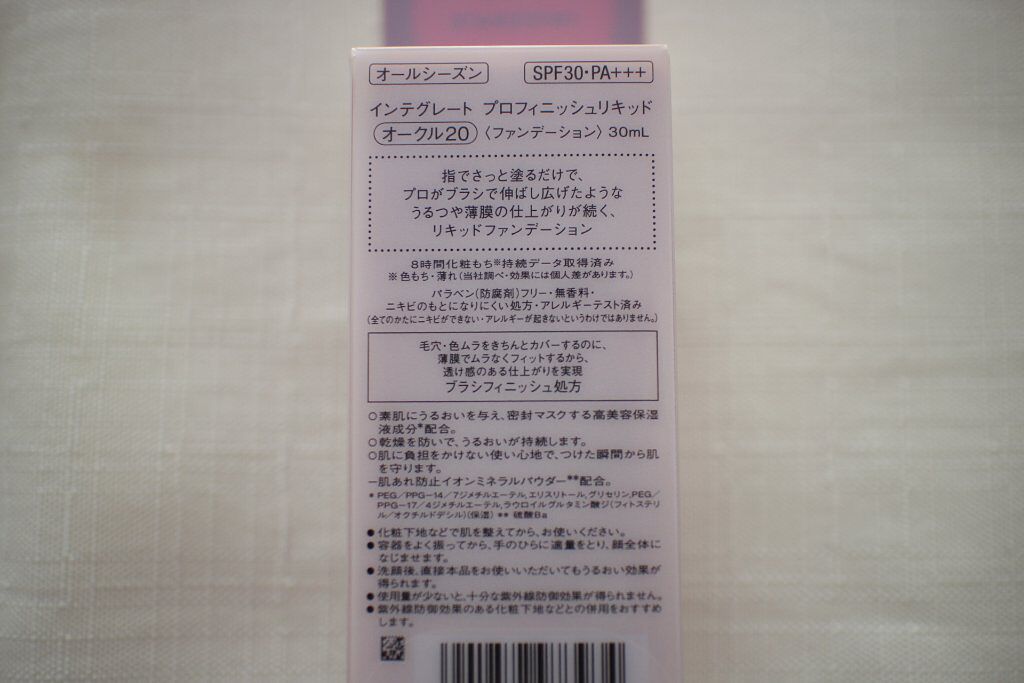 オールシーズン SPF30・PA+++
インテグレート プロフィニッシュリキッド
オークル20 〈ファンデーション〉 30mL
指でさっと塗るだけで、
プロがブラシで伸ばし広げたような
うるつや薄膜の仕上がりが続く、
リキッドファンデーション
8時間化粧もち※持続データ取得済み
※色もち・薄れ(当社調べ・効果には個人差があります。)
パラベン(防腐剤)フリー・無香料・
ニキビのもとになりにくい処方・アレルギーテスト済み
(全てのかたにニキビができない・アレルギーが起きないというわけではありません。)
毛穴・色ムラをきちんとカバーするのに、
薄膜でムラなくフィットするから、
透け感のある仕上がりを実現
ブラシフィニッシュ処方
○素肌にうるおいを与え、密封マスクする高美容保湿
液成分*配合。
○乾燥を防いで、うるおいが持続します。
○肌に負担をかけない使い心地で、つけた瞬間から肌
を守ります。
−肌あれ防止イオンミネラルパウダー**配合。
* PEG/PPG-14/7ジメチルエーテル,エリスリトール,グリセリン,PEG/
PPG-17/4ジメチルエーテル,ラウロイルグルタミン酸ジ(フィトステリ
ル/オクチルドデシル)(保湿) ** 硫酸Ba
●化粧下地などで肌を整えてから、お使いください。
●容器をよく振ってから、手のひらに適量をとり、顔全体に
なじませます。
●洗顔後、直接本品をお使いいただいてもうるおい効果が
得られます。
●使用量が少ないと、十分な紫外線防御効果が得られません。
●紫外線防御効果のある化粧下地などとの併用をおすすめ
します。